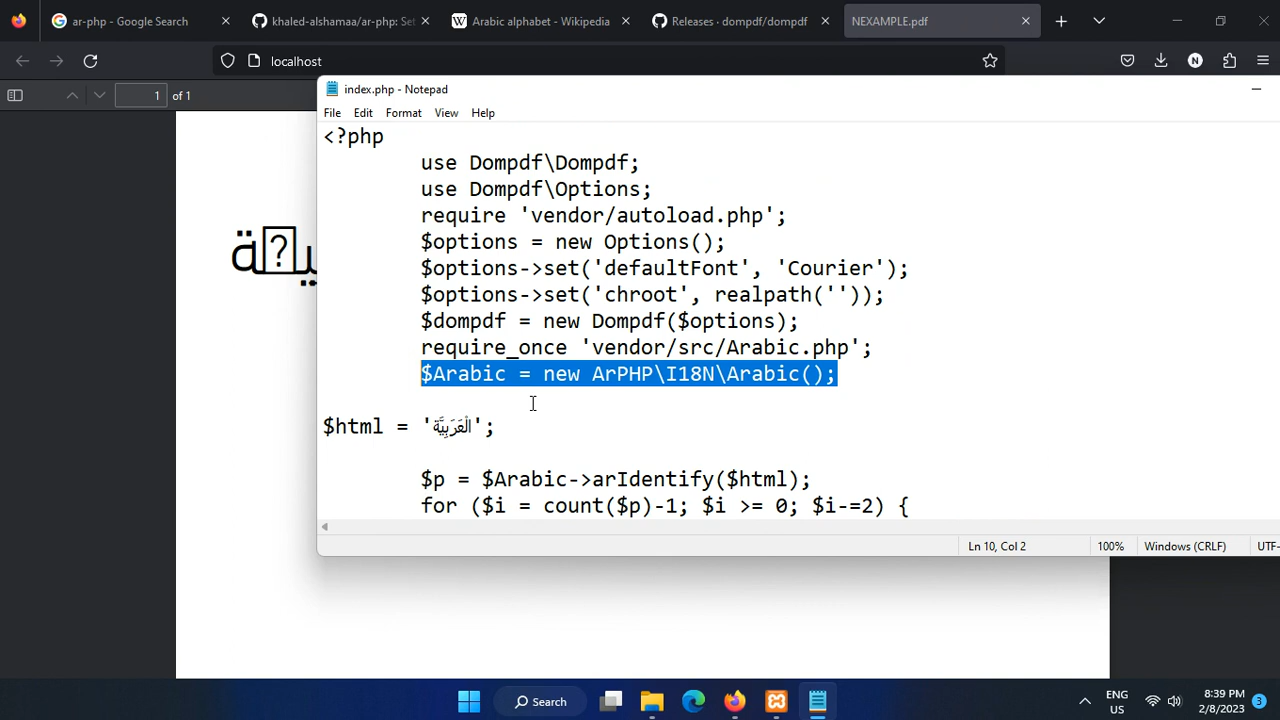 ar-php - Google Search
khaled-alshamaa/ar-php: Set
Arabic alphabet - Wikipedia
Releases · dompdf/dompdf
NEXAMPLE.pdf
localhost
1 of 1
index.php - Notepad
File Edit Format View Help
<?php
use Dompdf\Dompdf;
use Dompdf\Options;
require 'vendor/autoload.php';
$options = new Options();
$options->set('defaultFont', 'Courier');
$options->set('chroot', realpath(''));
$dompdf = new Dompdf($options);
require_once 'vendor/src/Arabic.php';
$Arabic = new ArPHP\I18N\Arabic();
$html = 'الْعَرَبِيَّة';
$p = $Arabic->arIdentify($html);
for ($i = count($p)-1; $i >= 0; $i-=2) {
Ln 10, Col 2 100% Windows (CRLF) UTF-
Search
ENG
US
8:39 PM
2/8/2023
3